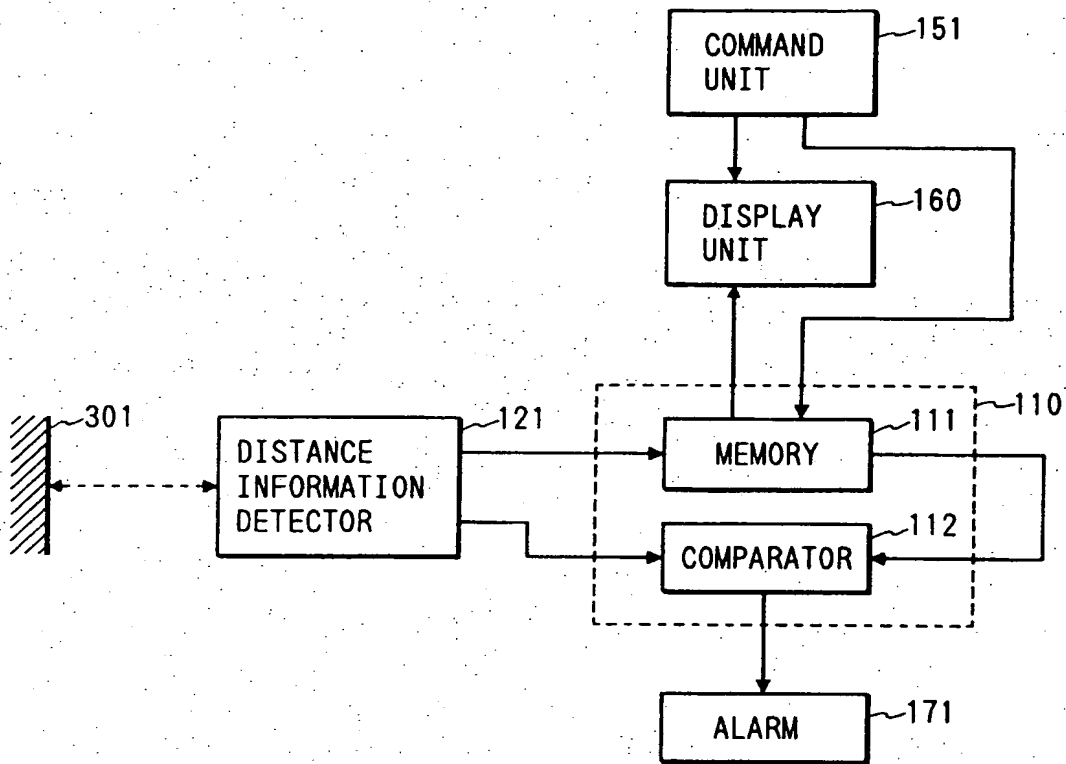 COMMAND
UNIT
151
DISPLAY
UNIT
160
301
DISTANCE
INFORMATION
DETECTOR
121
110
MEMORY
111
COMPARATOR
112
ALARM
171